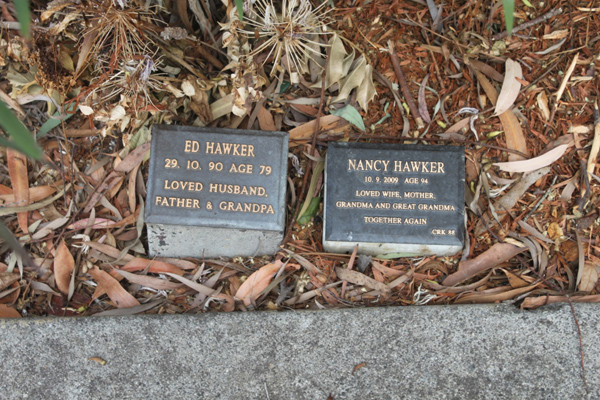 ED HAWKER
29. 10. 90 AGE 79
LOVED HUSBAND,
FATHER & GRANDPA
NANCY HAWKER
10. 9. 2009 AGE 94
LOVED WIFE, MOTHER,
GRANDMA AND GREAT GRANDMA
TOGETHER AGAIN
CRK 88